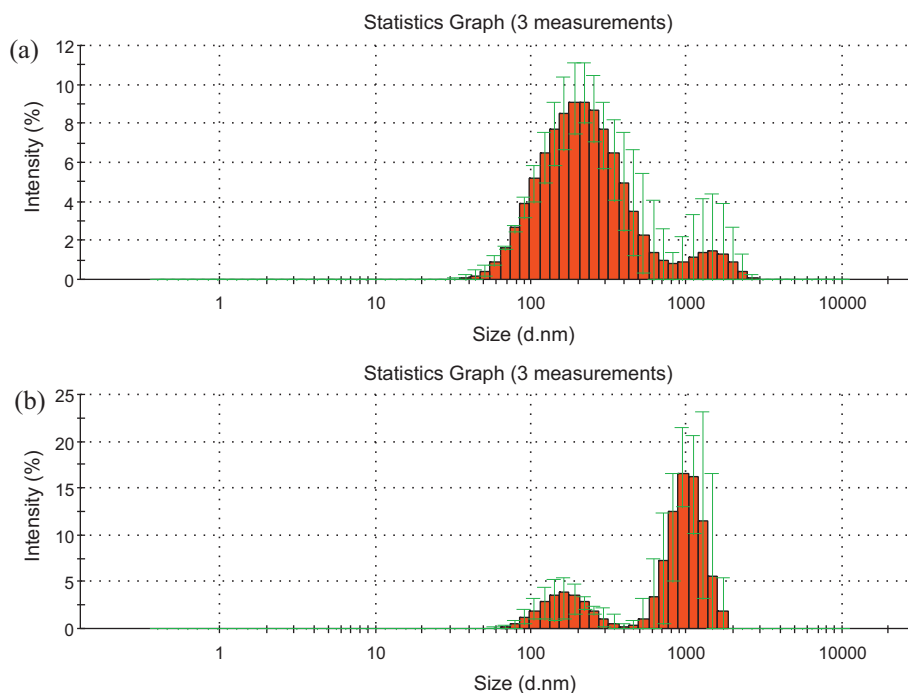 Statistics Graph (3 measurements)
(a)
12
10
8
6
4
2
0
Intensity (%)
1 10 100 1000 10000
Size (d.nm)
Statistics Graph (3 measurements)
(b)
25
20
15
10
5
0
Intensity (%)
1 10 100 1000 10000
Size (d.nm)